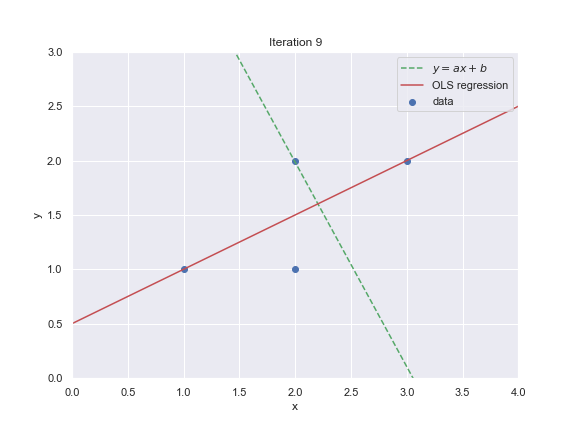 Iteration 9
y = ax + b
OLS regression
data
3.0
2.5
2.0
1.5
1.0
0.5
0.0
y
0.0 0.5 1.0 1.5 2.0 2.5 3.0 3.5 4.0
x